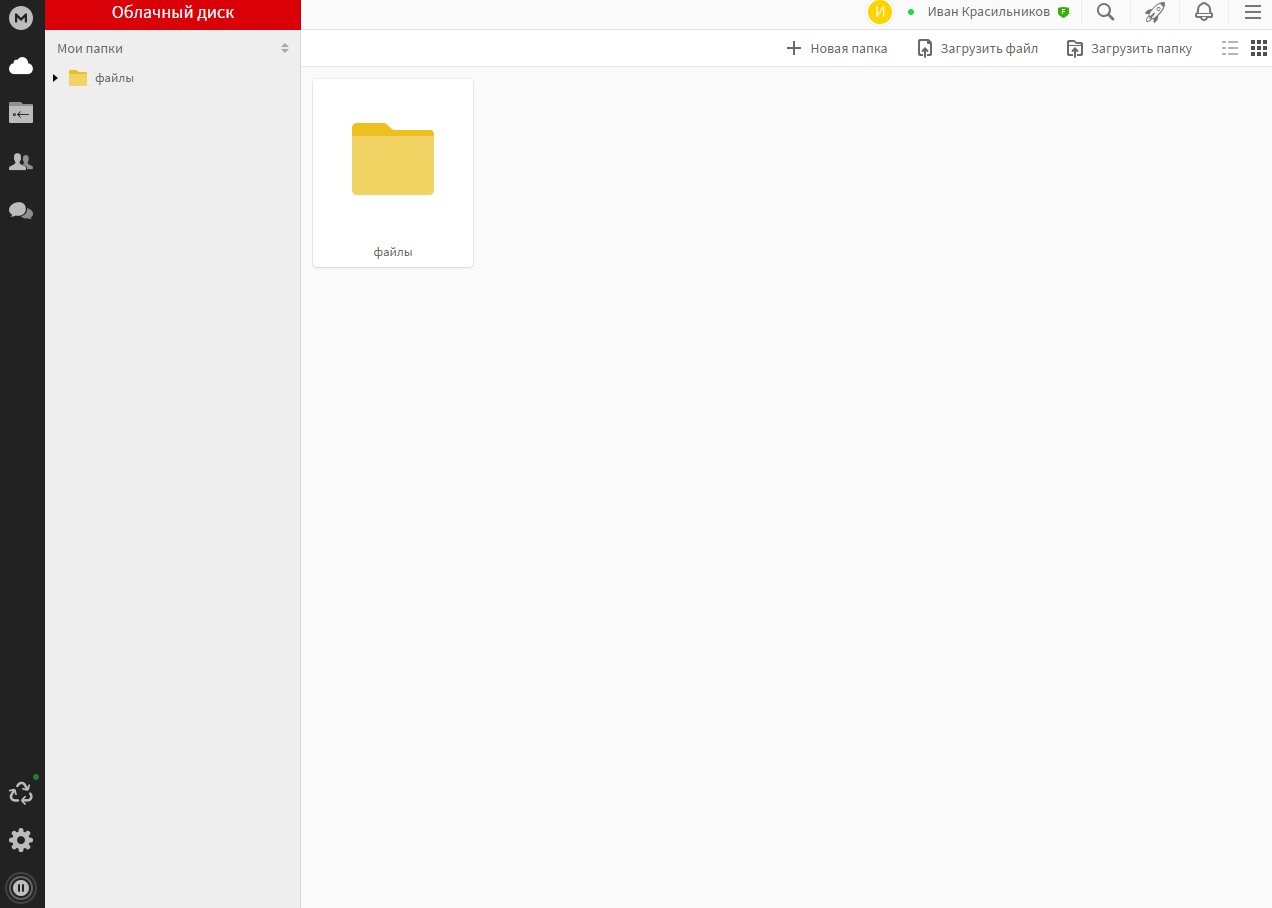 Облачный диск
И
Иван Красильников
Мои папки
Новая папка
Загрузить файл
Загрузить папку
файлы
файлы